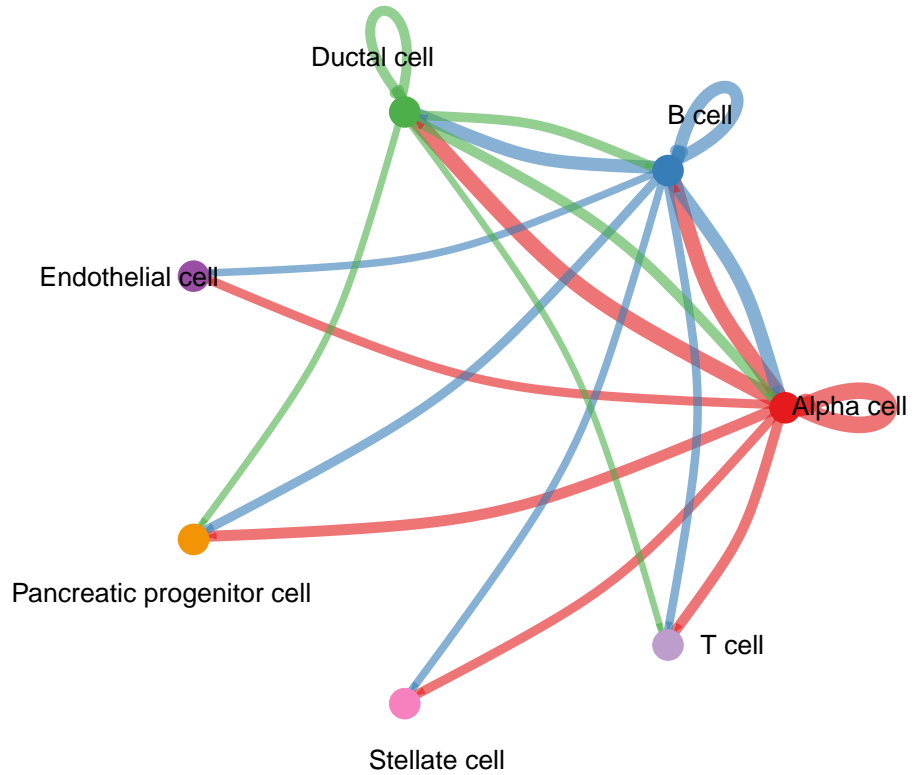 Ductal cell
B cell
Endothelial cell
Alpha cell
Pancreatic progenitor cell
T cell
Stellate cell